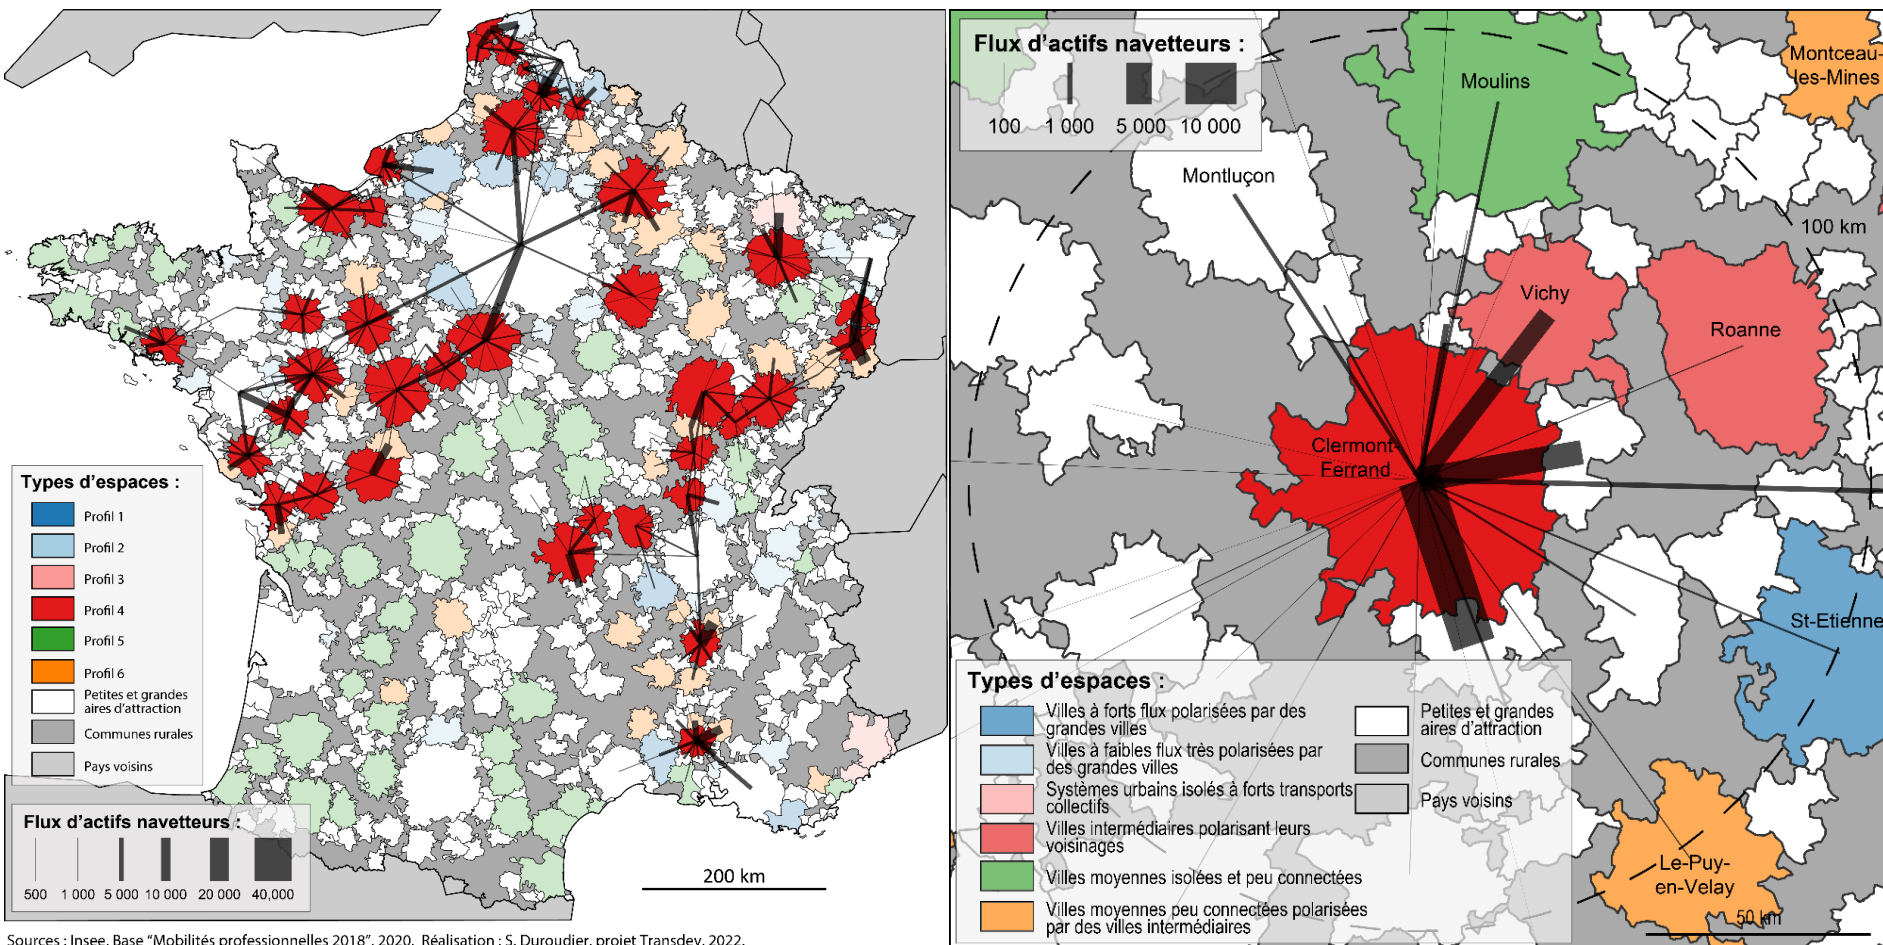 Types d’espaces :
Profil 1
Profil 2
Profil 3
Profil 4
Profil 5
Profil 6
Petites et grandes
aires d’attraction
Communes rurales
Pays voisins
Flux d’actifs navetteurs :
500 1 000 5 000 10 000 20 000 40,000
200 km
Sources : Insee, Base “Mobilités professionnelles 2018”, 2020. Réalisation : S. Duroudier, projet Transdev, 2022.
Flux d’actifs navetteurs :
100 1 000 5 000 10 000
Moulins
Montceau-
les-Mines
Montluçon
100 km
Vichy
Roanne
Clermont-
Ferrand
St-Etienne
Le-Puy-
en-Velay
50 km
Types d’espaces :
Villes à forts flux polarisées par des
grandes villes
Villes à faibles flux très polarisées par
des grandes villes
Systèmes urbains isolés à forts transports
collectifs
Villes intermédiaires polarisant leurs
voisinages
Villes moyennes isolées et peu connectées
Villes moyennes peu connectées polarisées
par des villes intermédiaires
Petites et grandes
aires d’attraction
Communes rurales
Pays voisins